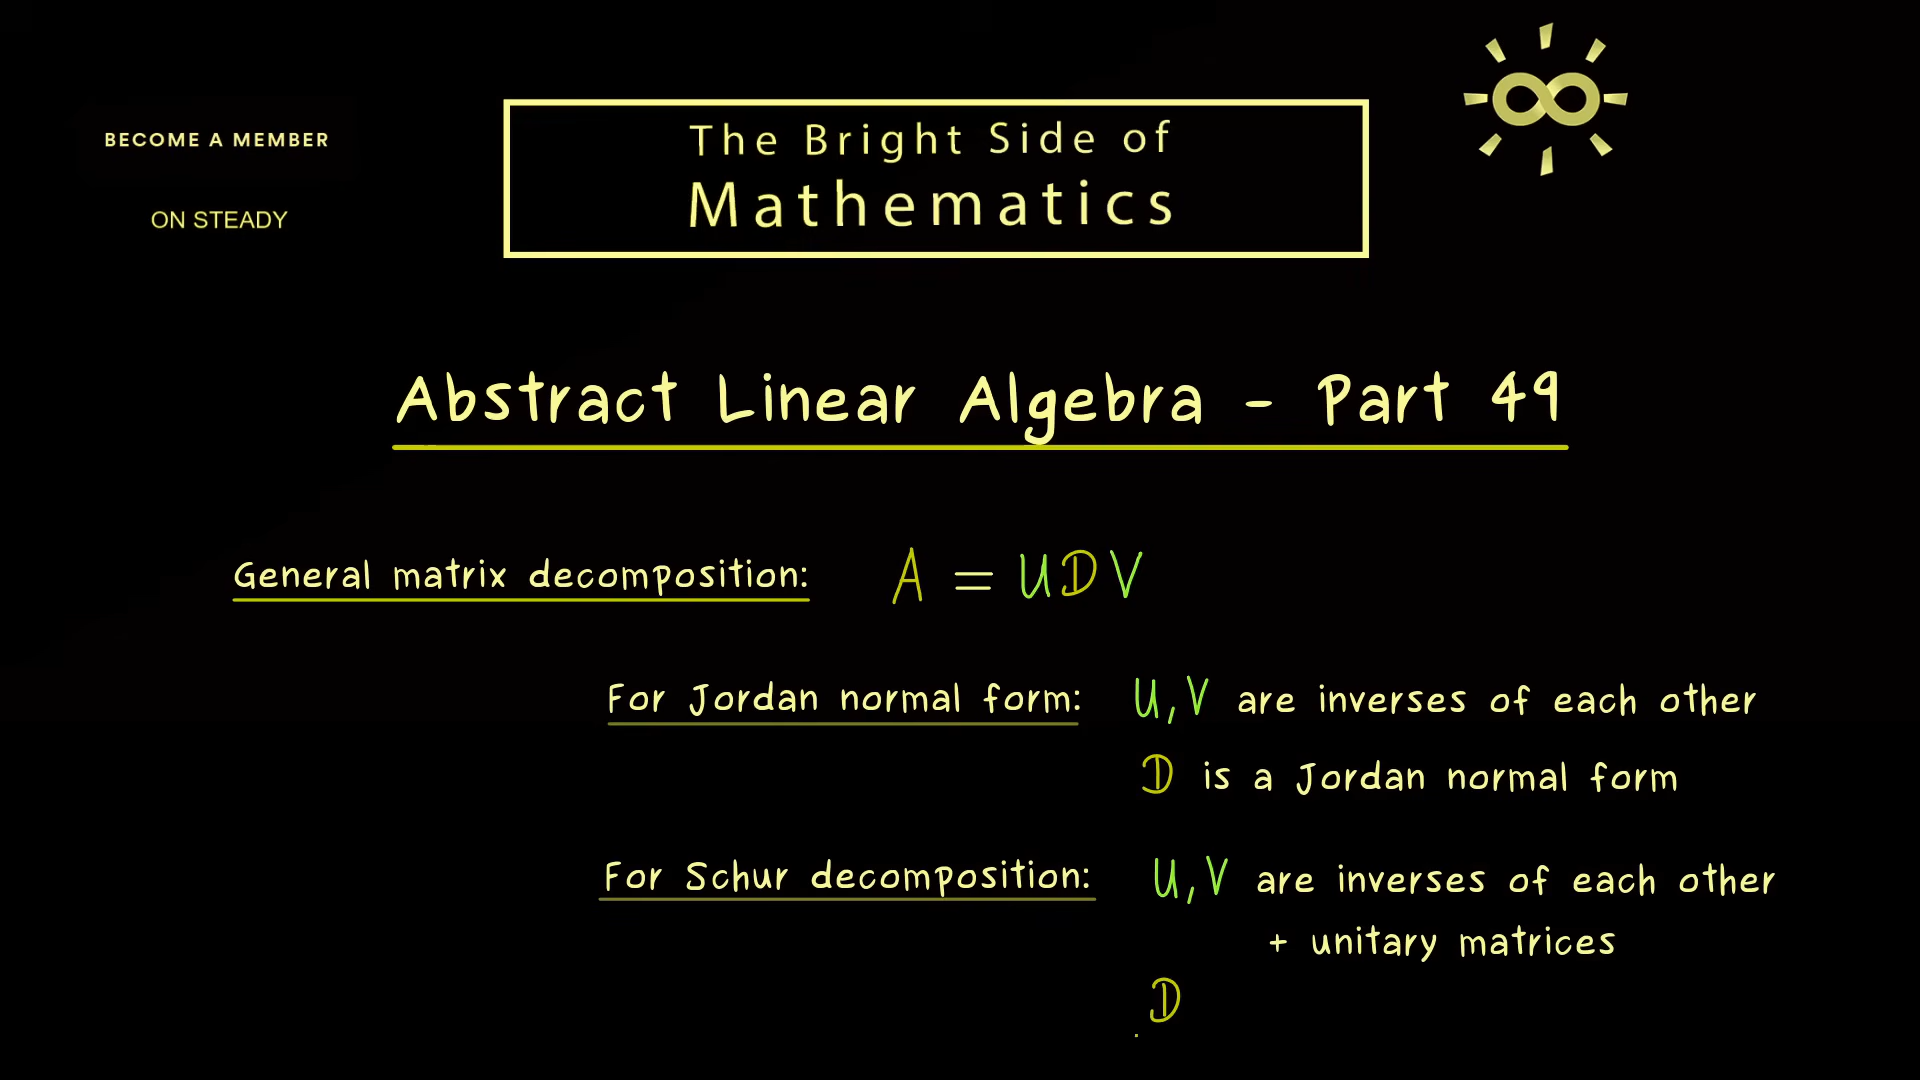 BECOME A MEMBER
ON STEADY
The Bright Side of
Mathematics
Abstract Linear Algebra - Part 49
General matrix decomposition: A = U D V
For Jordan normal form: U, V are inverses of each other
D is a Jordan normal form
For Schur decomposition: U, V are inverses of each other
+ unitary matrices
D